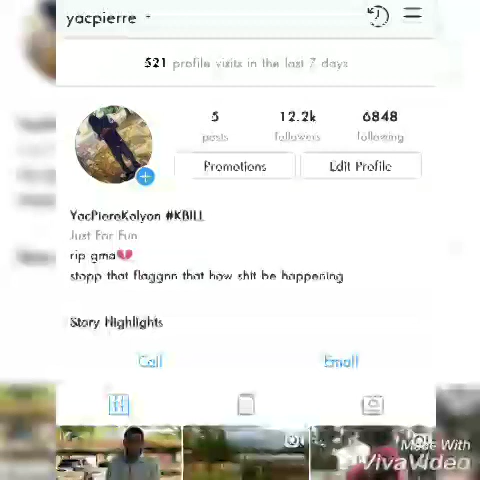 yacpierre
521 profile visits in the last 7 days
5 12.2k 6848
posts followers following
Promotions Edit Profile
YacPiereKolyon #KBILL
Just For Fun
rip gma💔
stopp that flaggnn that how shit be happening
Story Highlights
Call Email
Made With
VivaVideo